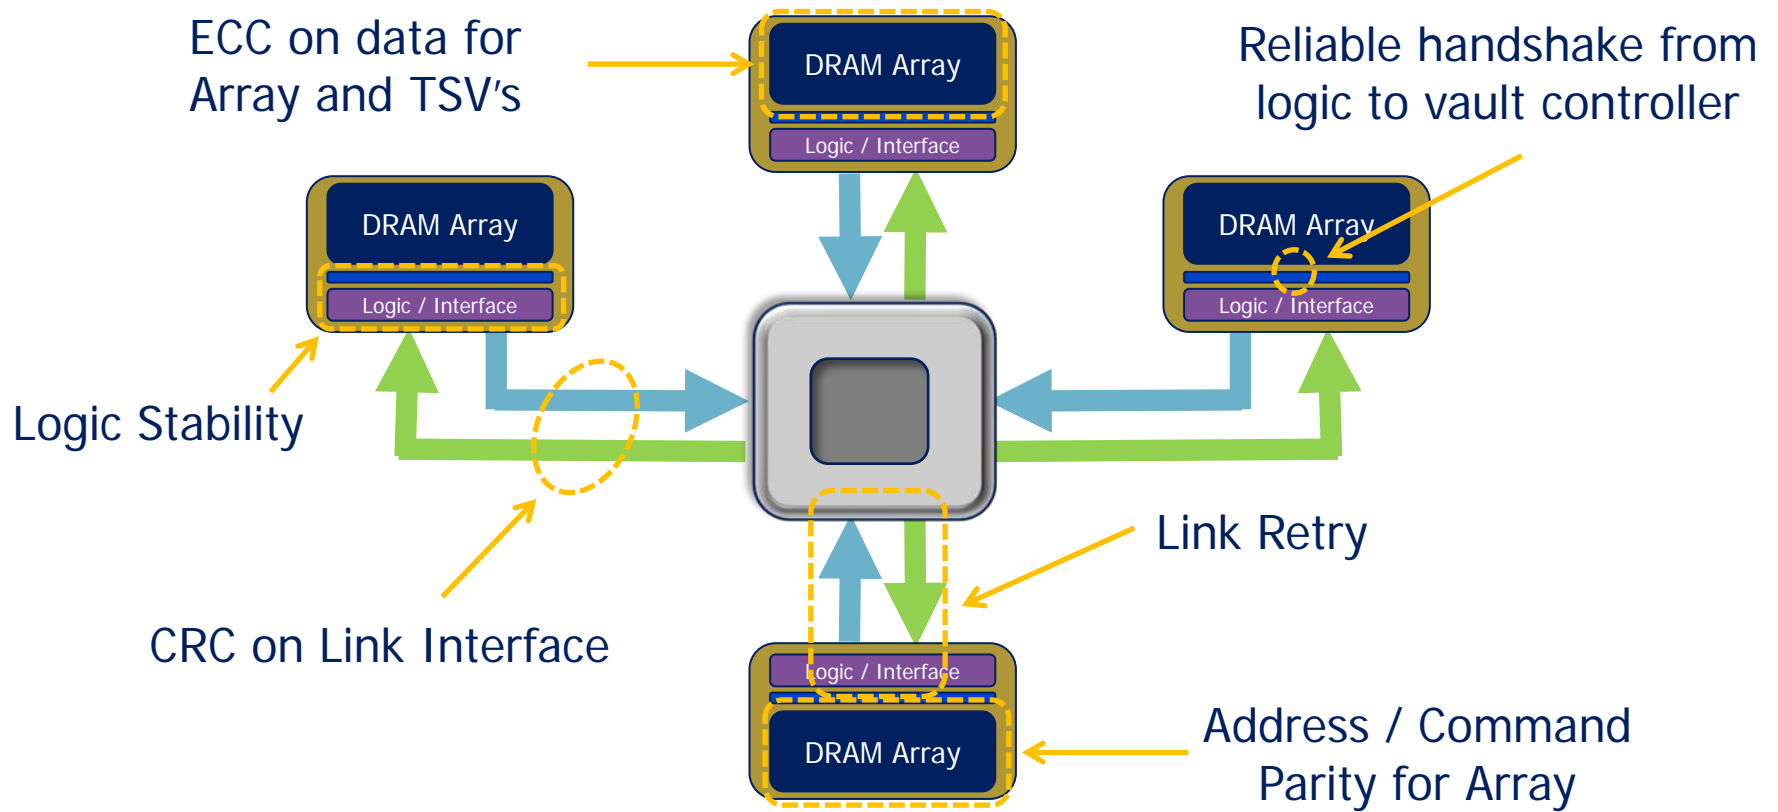 ECC on data for
Array and TSV's
DRAM Array
Logic / Interface
Reliable handshake from
logic to vault controller
DRAM Array
Logic / Interface
DRAM Array
Logic / Interface
Logic Stability
CRC on Link Interface
Link Retry
Logic / Interface
DRAM Array
Address / Command
Parity for Array